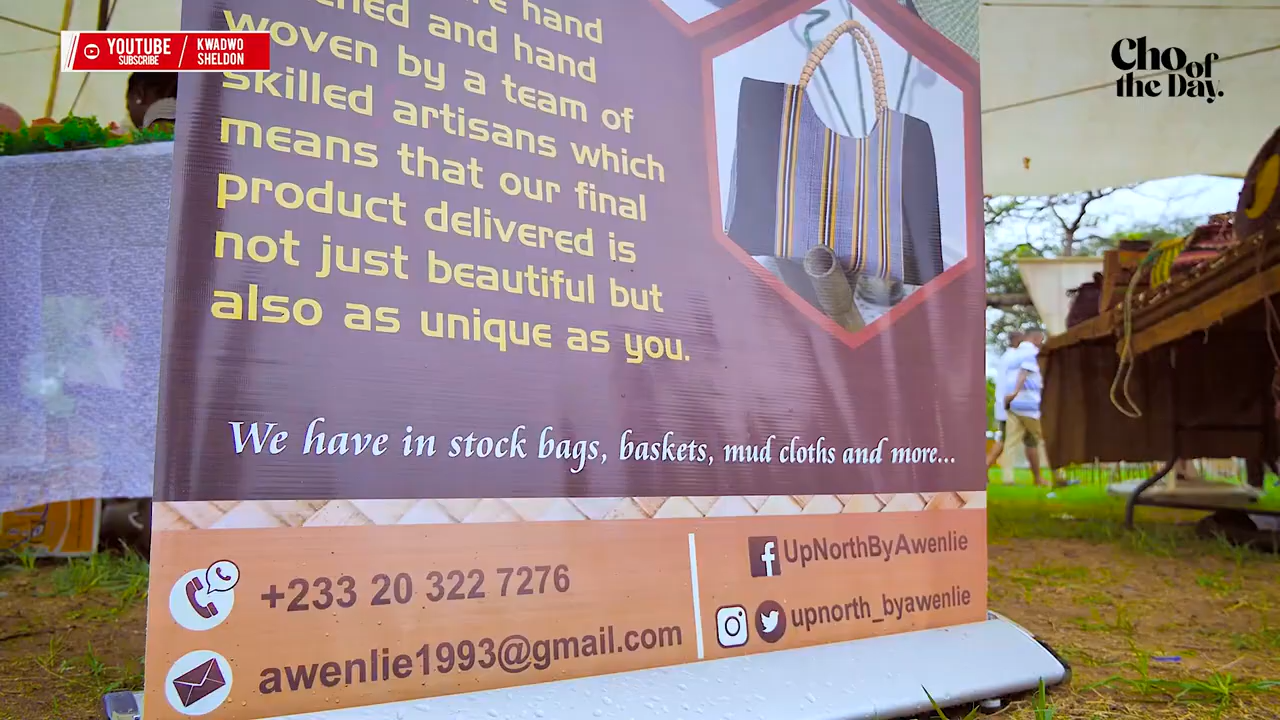 YOUTUBE
SUBSCRIBE
KWADWO
SHELDON
Cho of
the Day.
hand
and hand
woven by a team of
skilled artisans which
means that our final
product delivered is
not just beautiful but
also as unique as you.
We have in stock bags, baskets, mud cloths and more...
+233 20 322 7276
awenlie1993@gmail.com
UpNorthByAwenlie
upnorth_byawenlie